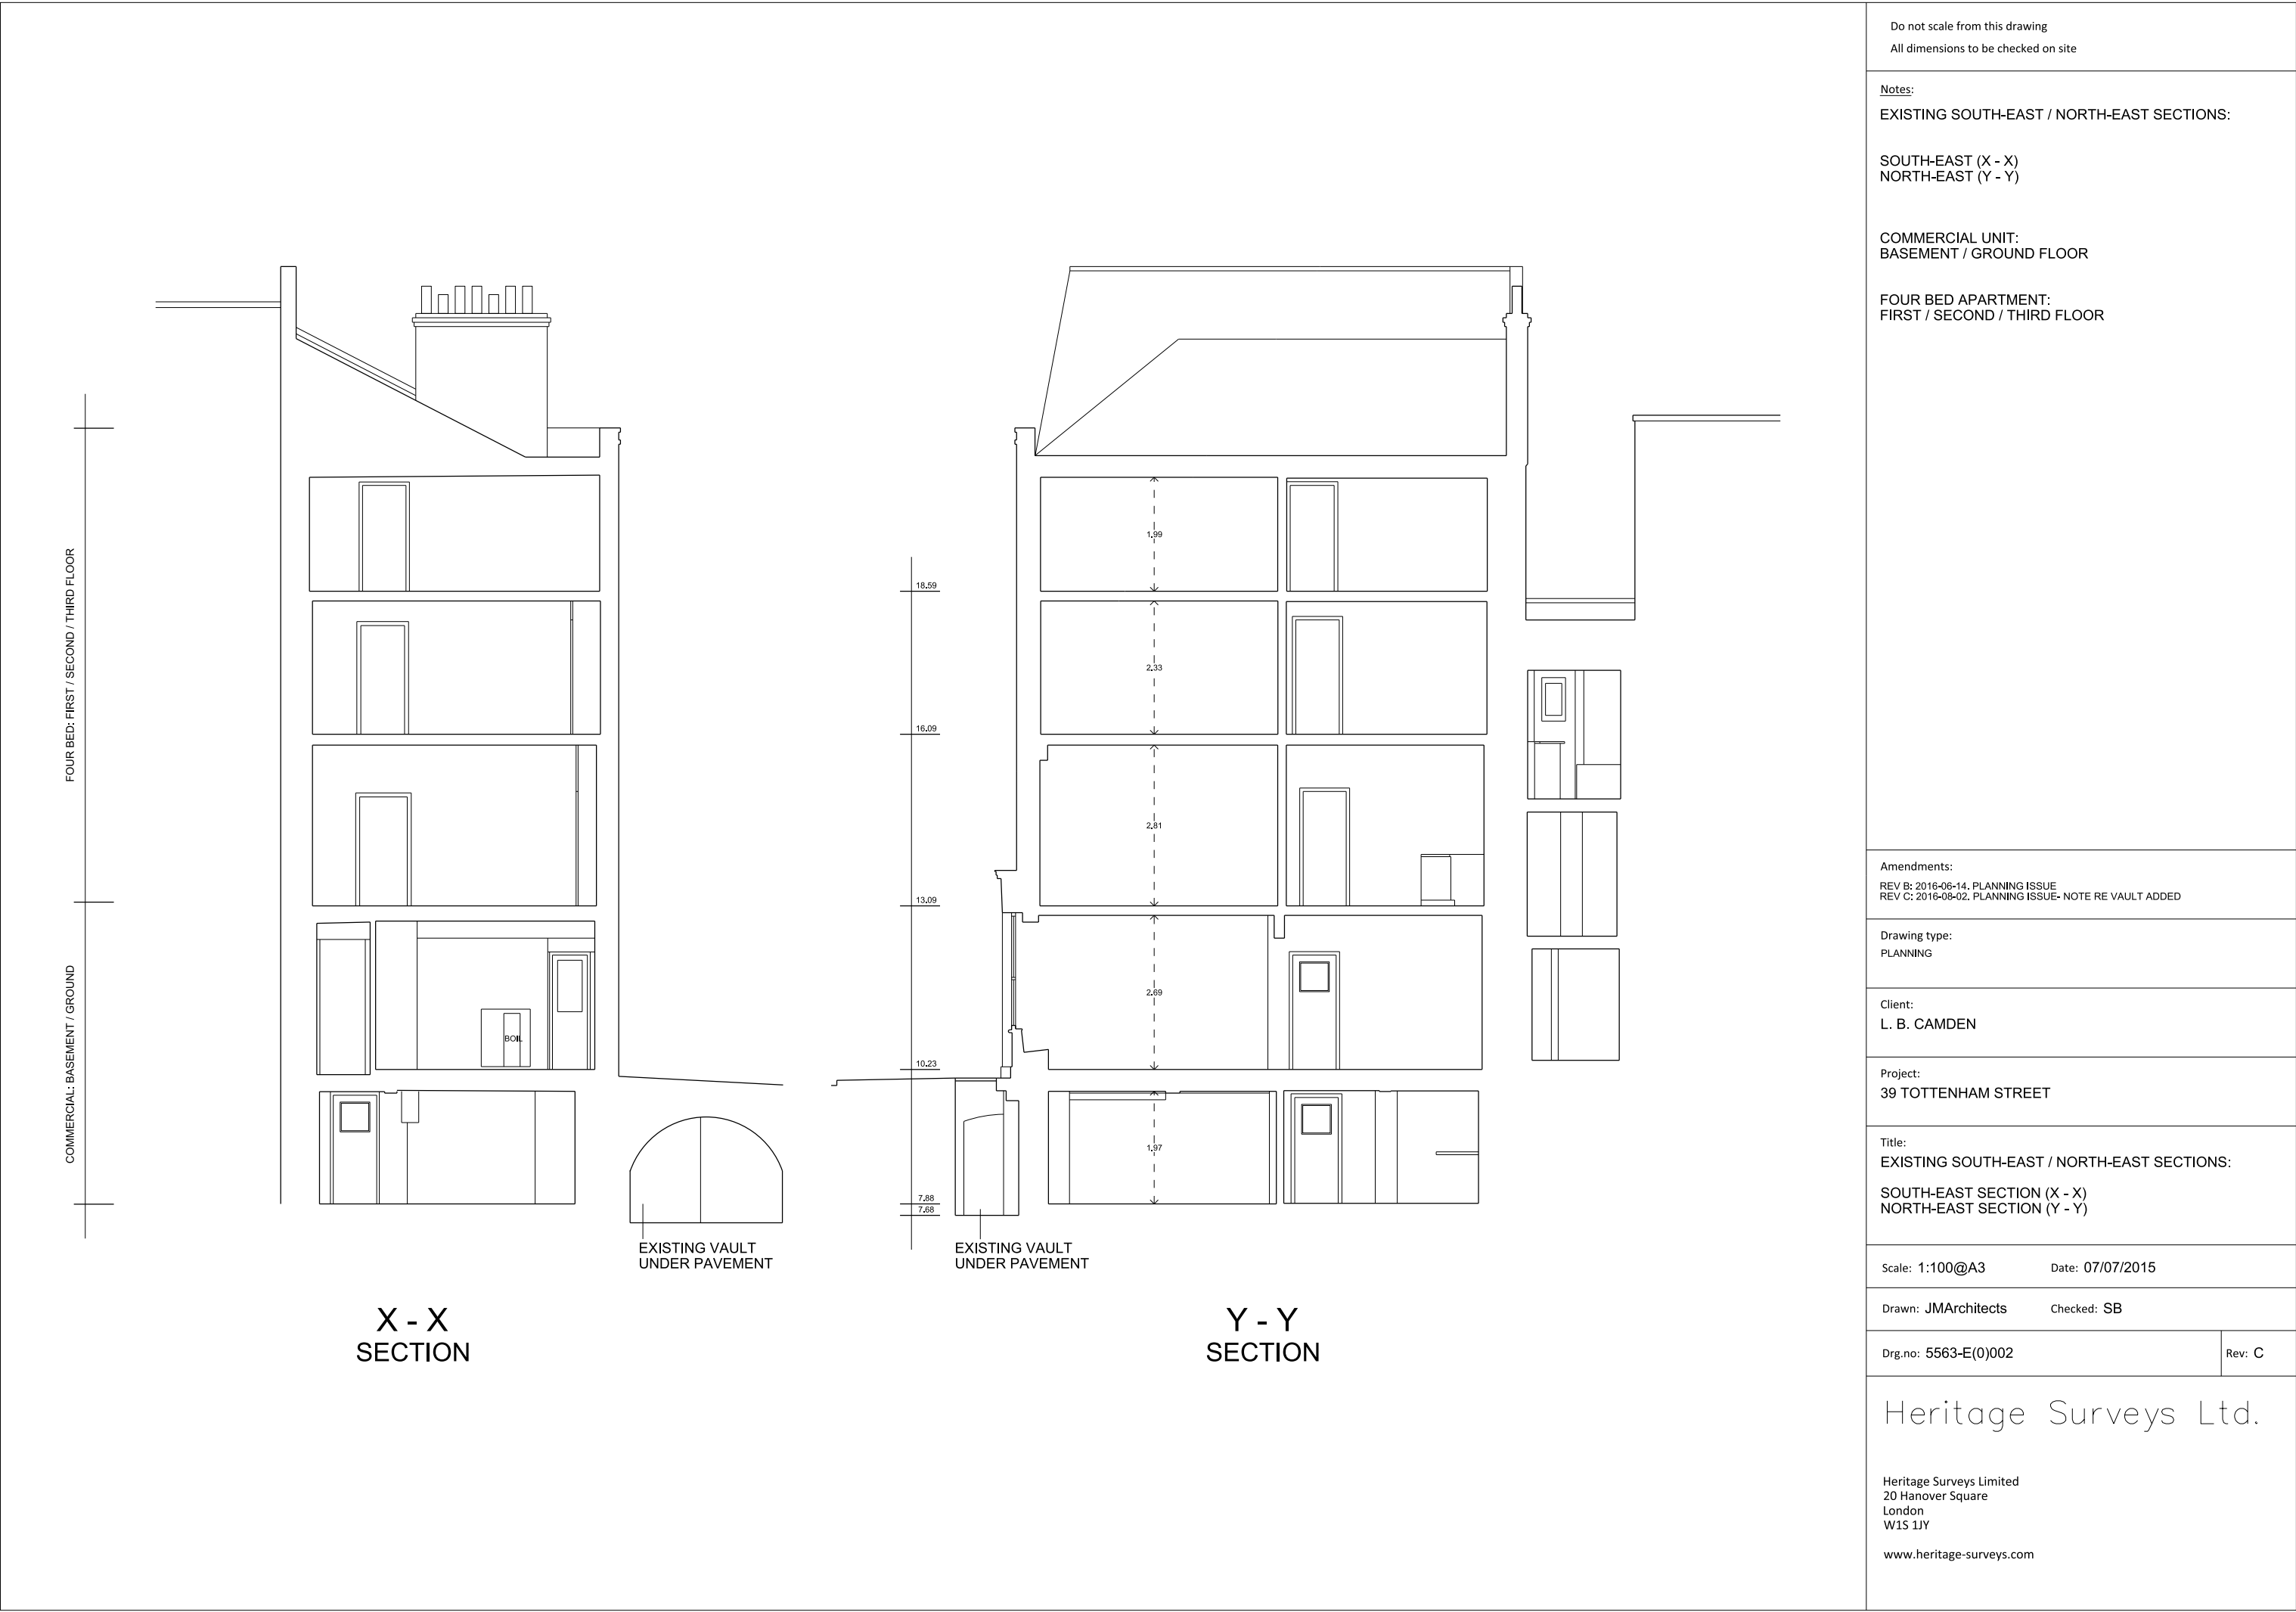 FOUR BED: FIRST / SECOND / THIRD FLOOR
COMMERCIAL: BASEMENT / GROUND
BOIL
EXISTING VAULT
UNDER PAVEMENT
X - X
SECTION
18.59
16.09
13.09
10.23
7.88
7.68
1.99
2.33
2.81
2.69
1.97
EXISTING VAULT
UNDER PAVEMENT
Y - Y
SECTION
Do not scale from this drawing
All dimensions to be checked on site
Notes:
EXISTING SOUTH-EAST / NORTH-EAST SECTIONS:
SOUTH-EAST (X - X)
NORTH-EAST (Y - Y)
COMMERCIAL UNIT:
BASEMENT / GROUND FLOOR
FOUR BED APARTMENT:
FIRST / SECOND / THIRD FLOOR
Amendments:
REV B: 2016-06-14. PLANNING ISSUE
REV C: 2016-08-02. PLANNING ISSUE- NOTE RE VAULT ADDED
Drawing type:
PLANNING
Client:
L. B. CAMDEN
Project:
39 TOTTENHAM STREET
Title:
EXISTING SOUTH-EAST / NORTH-EAST SECTIONS:
SOUTH-EAST SECTION (X - X)
NORTH-EAST SECTION (Y - Y)
Scale: 1:100@A3 Date: 07/07/2015
Drawn: JMArchitects Checked: SB
Drg.no: 5563-E(0)002 Rev: C
Heritage Surveys Ltd.
Heritage Surveys Limited
20 Hanover Square
London
W1S 1JY
www.heritage-surveys.com